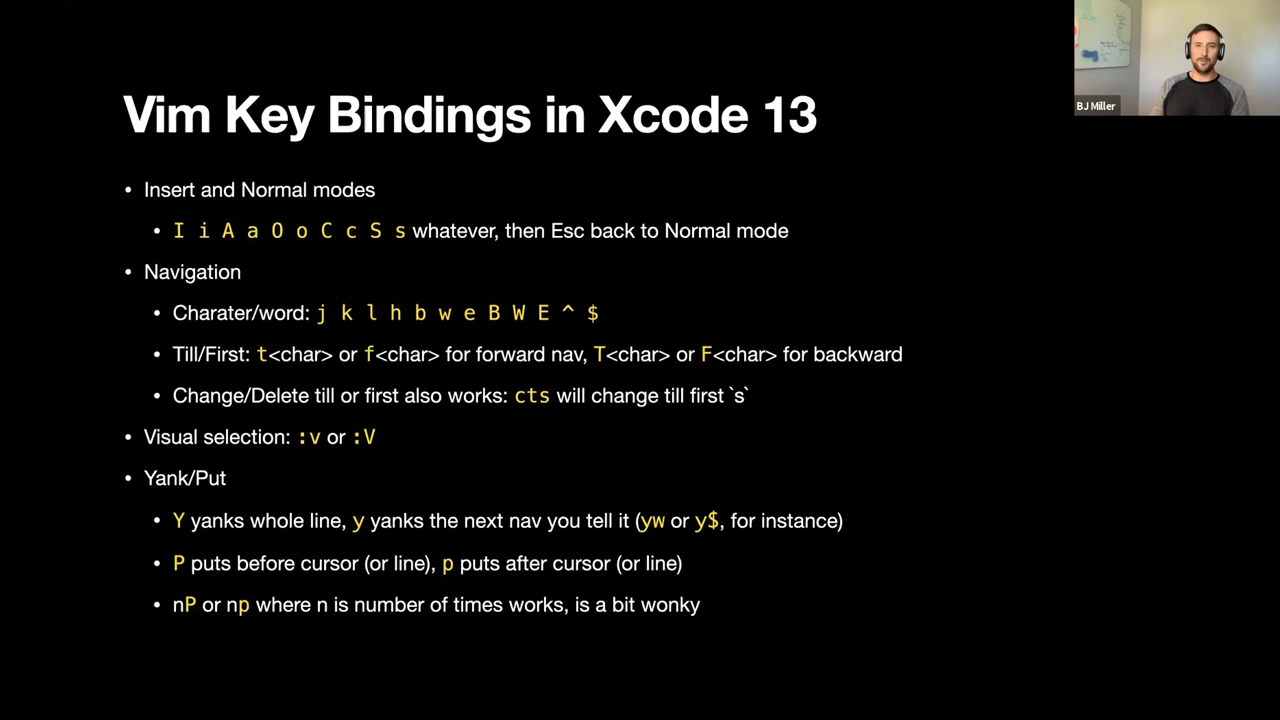 Vim Key Bindings in Xcode 13
BJ Miller
• Insert and Normal modes
• I i A a O o C c S s whatever, then Esc back to Normal mode
• Navigation
• Charater/word: j k l h b w e B W E ^ $
• Till/First: t<char> or f<char> for forward nav, T<char> or F<char> for backward
• Change/Delete till or first also works: cts will change till first `s`
• Visual selection: :v or :V
• Yank/Put
• Y yanks whole line, y yanks the next nav you tell it (yw or y$, for instance)
• P puts before cursor (or line), p puts after cursor (or line)
• nP or np where n is number of times works, is a bit wonky